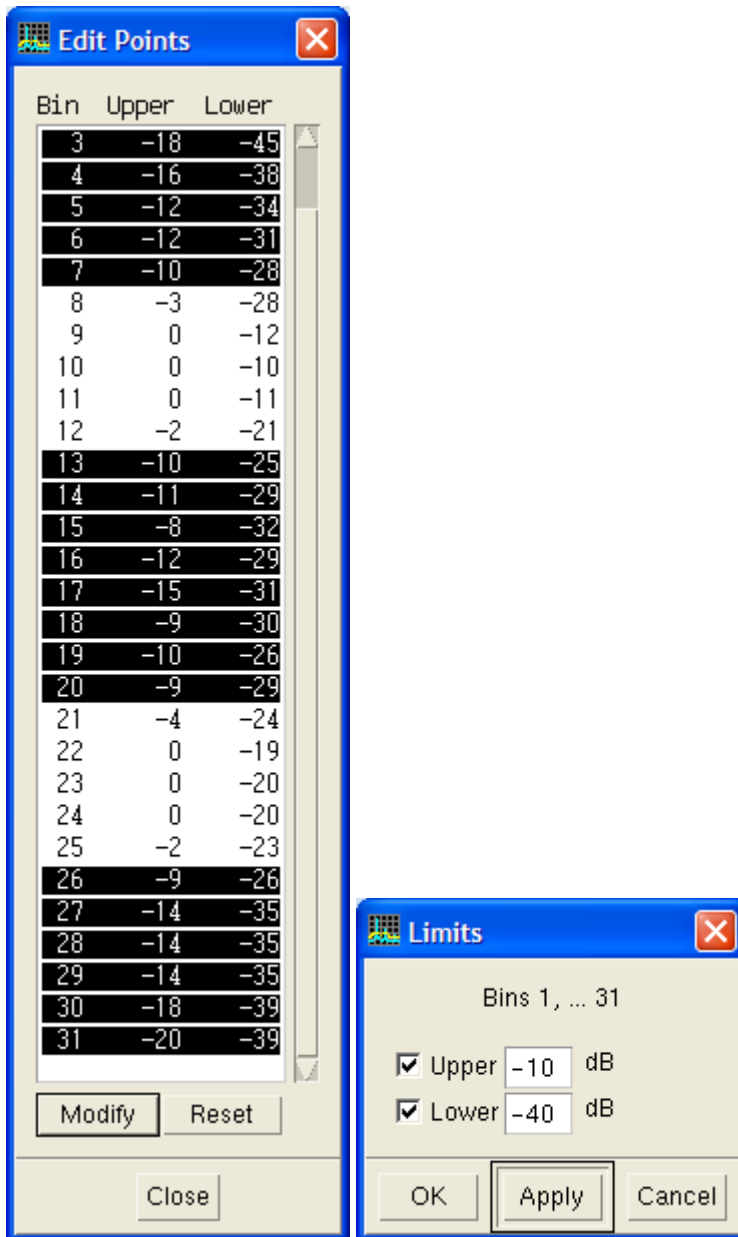 Edit Points
Bin Upper Lower
3 -18 -45
4 -16 -38
5 -12 -34
6 -12 -31
7 -10 -28
8 -3 -28
9 0 -12
10 0 -10
11 0 -11
12 -2 -21
13 -10 -25
14 -11 -29
15 -8 -32
16 -12 -29
17 -15 -31
18 -9 -30
19 -10 -26
20 -9 -29
21 -4 -24
22 0 -19
23 0 -20
24 0 -20
25 -2 -23
26 -9 -26
27 -14 -35
28 -14 -35
29 -14 -35
30 -18 -39
31 -20 -39
Modify Reset
Close
Limits
Bins 1, ... 31
Upper -10 dB
Lower -40 dB
OK Apply Cancel